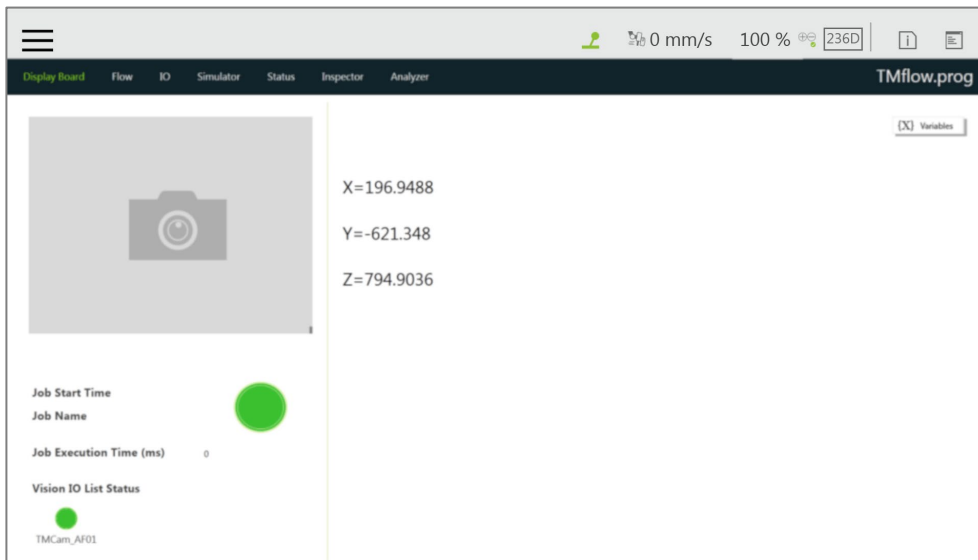 0 mm/s 100 % 236D
Display Board Flow IO Simulator Status Inspector Analyzer TMflow.prog
{X} Variables
X=196.9488
Y=-621.348
Z=794.9036
Job Start Time
Job Name
Job Execution Time (ms) 0
Vision IO List Status
TMCam_AF01